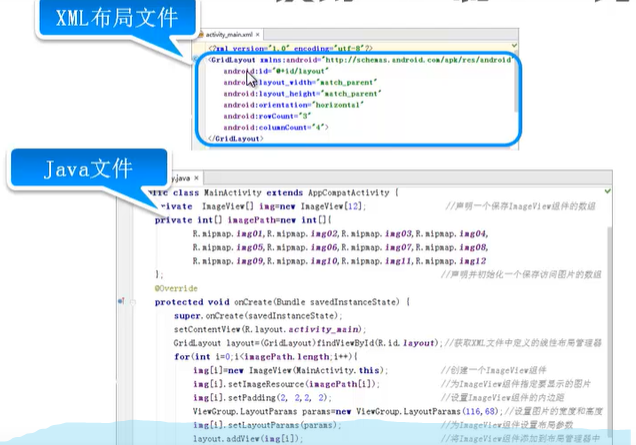 XML布局文件
activity_main.xml ×
<?xml version="1.0" encoding="utf-8"?>
<GridLayout xmlns:android="http://schemas.android.com/apk/res/android"
android:id="@+id/layout"
android:layout_width="match_parent"
android:layout_height="match_parent"
android:orientation="horizontal"
android:rowCount="3"
android:columnCount="4">
</GridLayout>
Java文件
y.java ×
lic class MainActivity extends AppCompatActivity {
private ImageView[] img=new ImageView[12]; //声明一个保存ImageView组件的数组
private int[] imagePath=new int[]{
R.mipmap.img01,R.mipmap.img02,R.mipmap.img03,R.mipmap.img04,
R.mipmap.img05,R.mipmap.img06,R.mipmap.img07,R.mipmap.img08,
R.mipmap.img09,R.mipmap.img10,R.mipmap.img11,R.mipmap.img12
}; //声明并初始化一个保存访问图片的数组
@Override
protected void onCreate(Bundle savedInstanceState) {
super.onCreate(savedInstanceState);
setContentView(R.layout.activity_main);
GridLayout layout=(GridLayout)findViewById(R.id.layout);//获取XML文件中定义的线性布局管理器
for(int i=0;i<imagePath.length;i++){
img[i]=new ImageView(MainActivity.this); //创建一个ImageView组件
img[i].setImageResource(imagePath[i]); //为ImageView组件指定要显示的图片
img[i].setPadding(2, 2,2, 2); //设置ImageView组件的内边距
ViewGroup.LayoutParams params=new ViewGroup.LayoutParams(116,68);//设置图片的宽度和高度
img[i].setLayoutParams(params); //为ImageView组件设置布局参数
layout.addView(img[i]); //将ImageView组件添加到布局管理器中